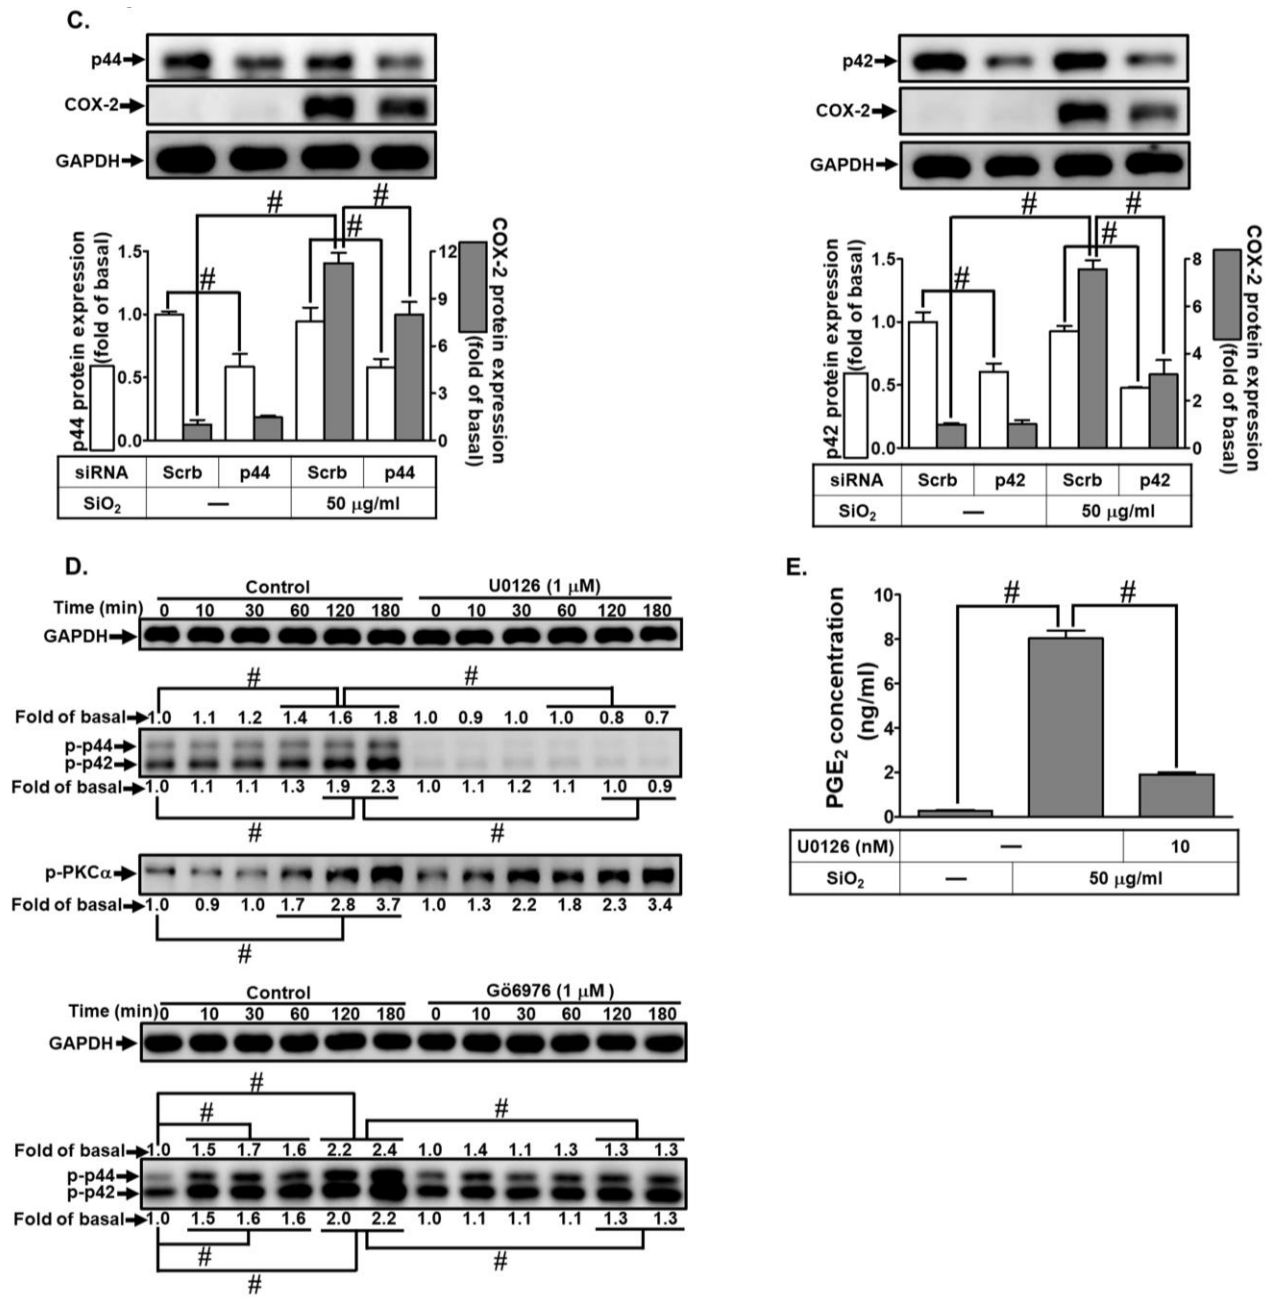 C.
p44
COX-2
GAPDH
#
#
#
#
p44 protein expression
(fold of basal)
1.5
1.0
0.5
0.0
12
9
6
3
0
COX-2 protein expression
(fold of basal)
siRNA Scrb p44 Scrb p44
SiO2 — 50 µg/ml
p42
COX-2
GAPDH
#
#
#
#
p42 protein expression
(fold of basal)
1.5
1.0
0.5
0.0
8
6
4
2
0
COX-2 protein expression
(fold of basal)
siRNA Scrb p42 Scrb p42
SiO2 — 50 µg/ml
D.
Control U0126 (1 µM)
Time (min) 0 10 30 60 120 180 0 10 30 60 120 180
GAPDH
# #
Fold of basal 1.0 1.1 1.2 1.4 1.6 1.8 1.0 0.9 1.0 1.0 0.8 0.7
p-p44
p-p42
Fold of basal 1.0 1.1 1.1 1.3 1.9 2.3 1.0 1.1 1.2 1.1 1.0 0.9
# #
p-PKCα
Fold of basal 1.0 0.9 1.0 1.7 2.8 3.7 1.0 1.3 2.2 1.8 2.3 3.4
#
Control Gö6976 (1 µM )
Time (min) 0 10 30 60 120 180 0 10 30 60 120 180
GAPDH
#
# #
Fold of basal 1.0 1.5 1.7 1.6 2.2 2.4 1.0 1.4 1.1 1.3 1.3 1.3
p-p44
p-p42
Fold of basal 1.0 1.5 1.6 1.6 2.0 2.2 1.0 1.1 1.1 1.1 1.3 1.3
# #
#
E.
PGE2 concentration
(ng/ml)
10
8
6
4
2
0
# #
U0126 (nM) — 10
SiO2 — 50 µg/ml